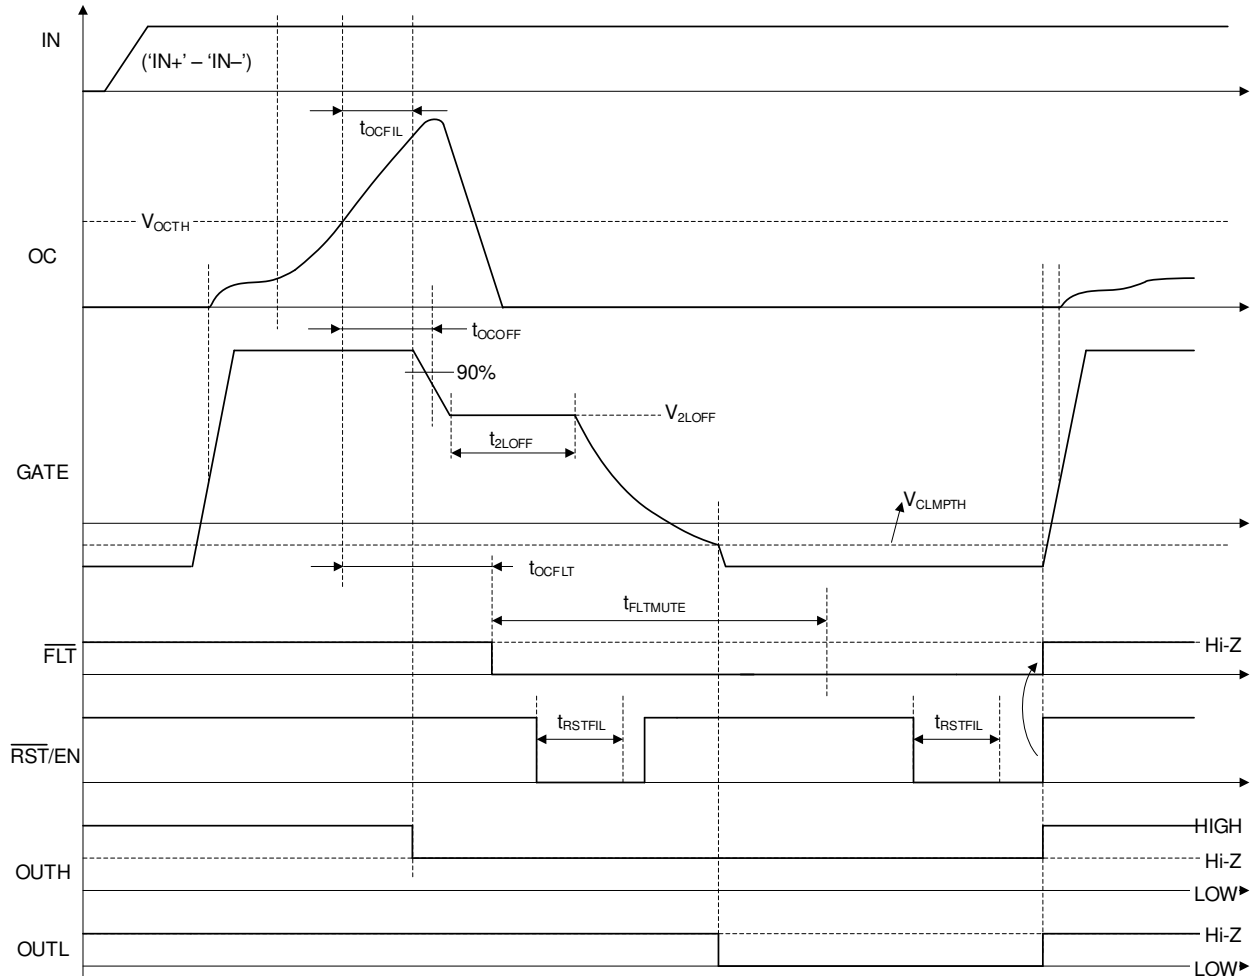 IN
('IN+' – 'IN–')
tOCFIL
VOCTH
OC
tOCOFF
90%
V2LOFF
t2LOFF
GATE
VCLMPTH
tOCFLT
tFLTMUTE
FLT
Hi-Z
tRSTFIL
tRSTFIL
RST/EN
HIGH
OUTH
Hi-Z
LOW
OUTL
Hi-Z
LOW